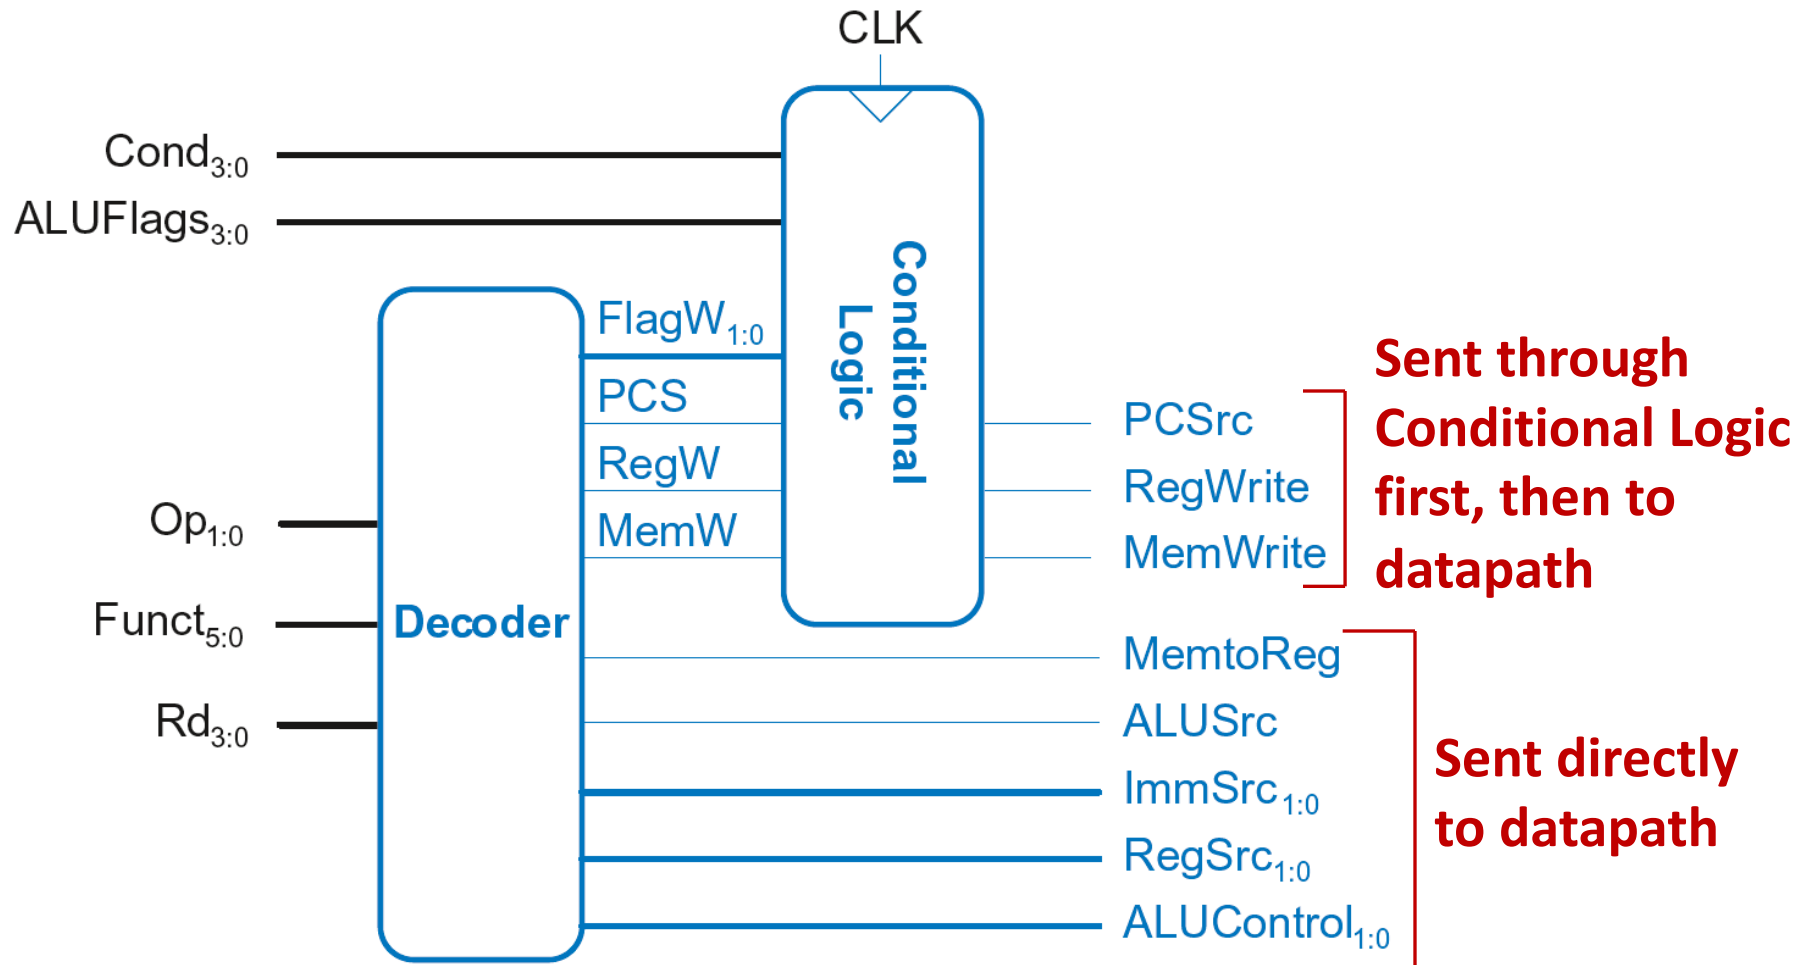 CLK
Cond3:0
ALUFlags3:0
Conditional
Logic
FlagW1:0
PCS
RegW
MemW
Op1:0
Funct5:0
Rd3:0
Decoder
PCSrc
RegWrite
MemWrite
Sent through
Conditional Logic
first, then to
datapath
MemtoReg
ALUSrc
ImmSrc1:0
RegSrc1:0
ALUControl1:0
Sent directly
to datapath